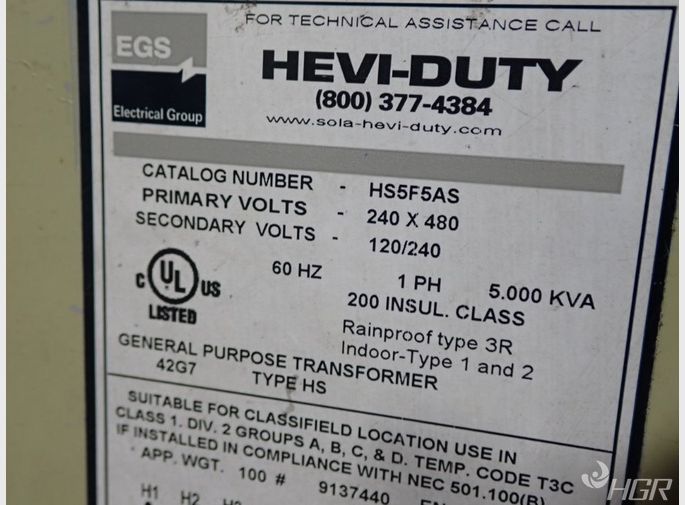 FOR TECHNICAL ASSISTANCE CALL
EGS
Electrical Group
HEVI-DUTY
(800) 377-4384
www.sola-hevi-duty.com
CATALOG NUMBER - HS5F5AS
PRIMARY VOLTS - 240 X 480
SECONDARY VOLTS - 120/240
60 HZ 1 PH 5.000 KVA
C UL US
LISTED
200 INSUL. CLASS
Rainproof type 3R
Indoor-Type 1 and 2
GENERAL PURPOSE TRANSFORMER
42G7 TYPE HS
SUITABLE FOR CLASSIFIED LOCATION USE IN
CLASS 1. DIV. 2 GROUPS A, B, C, & D. TEMP. CODE T3C
IF INSTALLED IN COMPLIANCE WITH NEC 501.100(B)
APP. WGT. 100 # 9137440
H1 H2
HGR